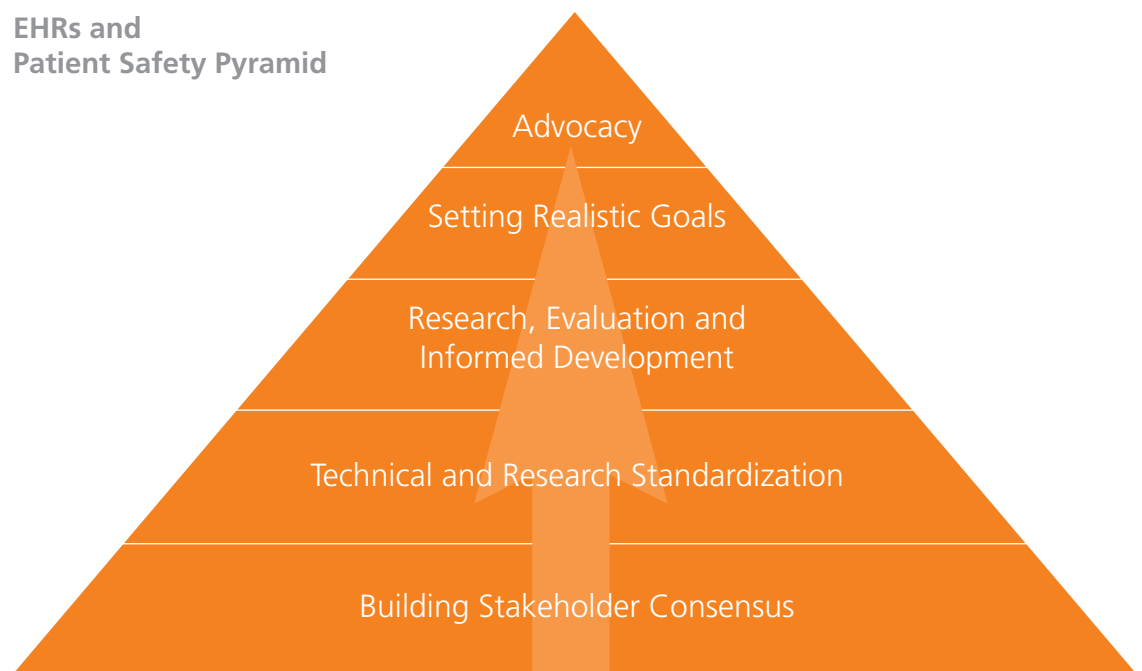 EHRs and
Patient Safety Pyramid
Advocacy
Setting Realistic Goals
Research, Evaluation and
Informed Development
Technical and Research Standardization
Building Stakeholder Consensus